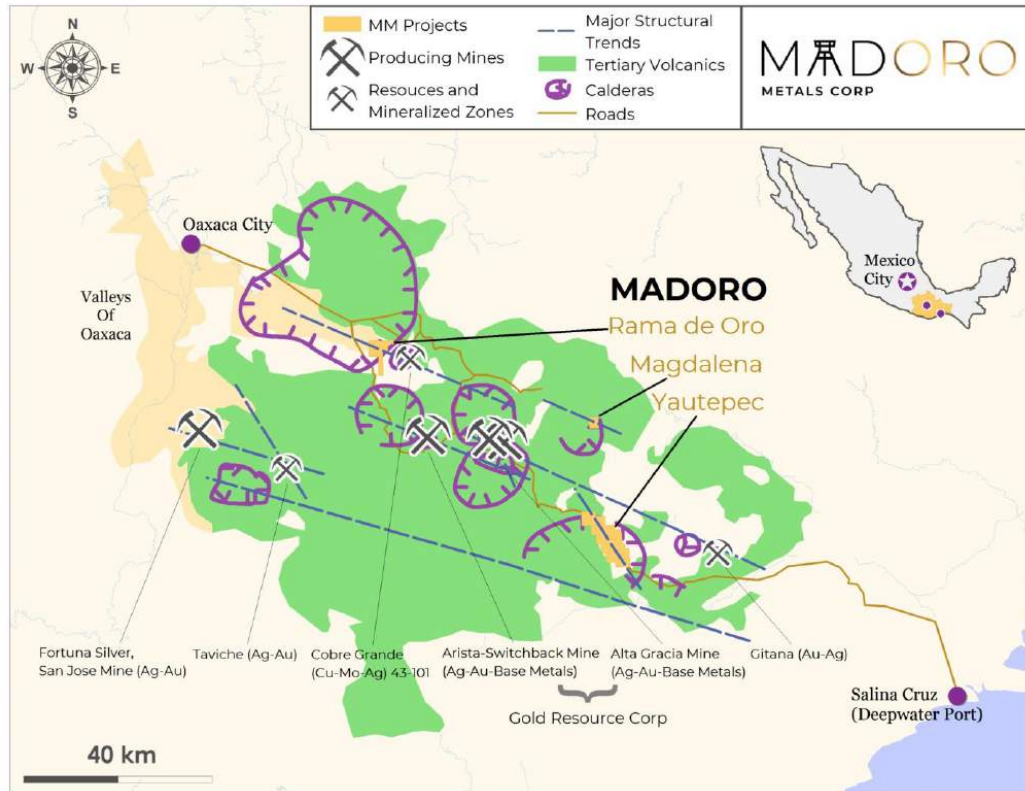 N
W
E
S
MM Projects
Producing Mines
Resouces and
Mineralized Zones
Major Structural
Trends
Tertiary Volcanics
Calderas
Roads
MADORO
METALS CORP
Oaxaca City
Valleys
Of
Oaxaca
Mexico
City
MADORO
Rama de Oro
Magdalena
Yautepec
Fortuna Silver,
San Jose Mine (Ag-Au)
Taviche (Ag-Au)
Cobre Grande
(Cu-Mo-Ag) 43-101
Arista-Switchback Mine
(Ag-Au-Base Metals)
Alta Gracia Mine
(Ag-Au-Base Metals)
Gitana (Au-Ag)
Gold Resource Corp
Salina Cruz
(Deepwater Port)
40 km